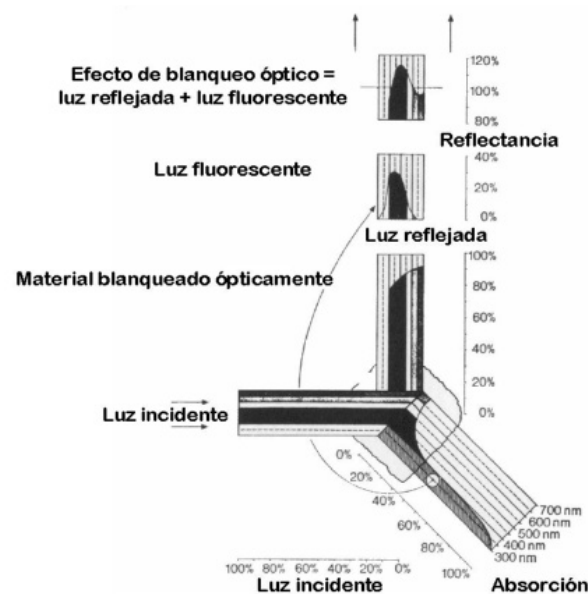 120%
Efecto de blanqueo óptico =
luz reflejada + luz fluorescente
100%
80%
Reflectancia
40%
Luz fluorescente
20%
0%
Luz reflejada
100%
Material blanqueado ópticamente
80%
60%
40%
20%
Luz incidente
0%
0%
20%
40%
60%
80%
100%
700 nm
600 nm
500 nm
400 nm
300 nm
100% 80% 60% 40% 20% 0%
Luz incidente
Absorción